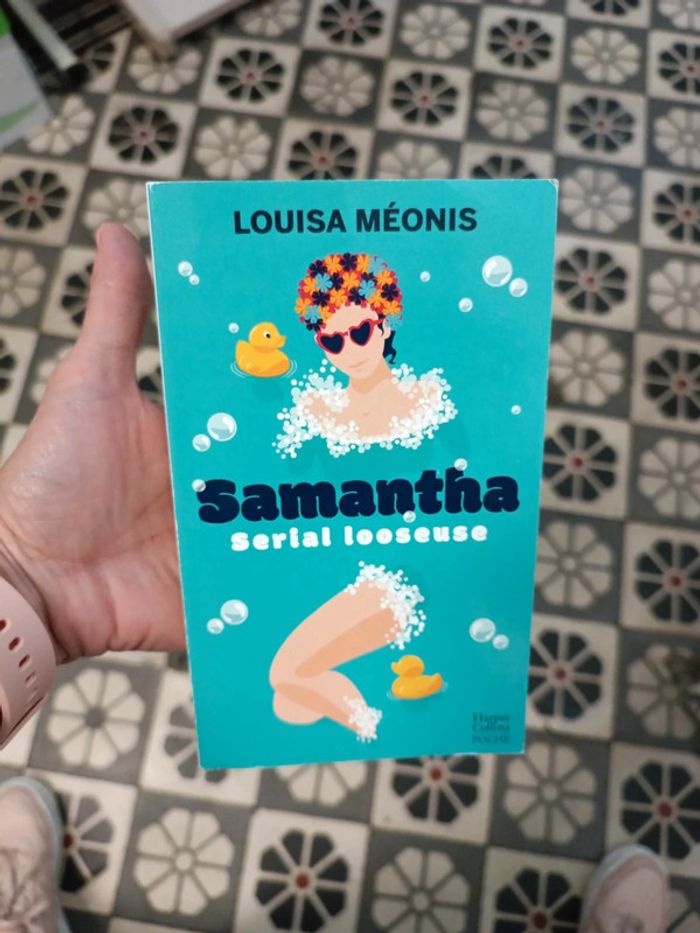 LOUISA MÉONIS
Samantha
Serial looseuse
Harper
Collins
POCHE